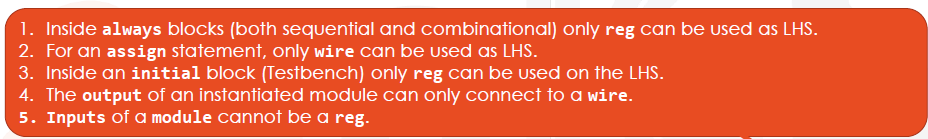 1. Inside always blocks (both sequential and combinational) only reg can be used as LHS.
2. For an assign statement, only wire can be used as LHS.
3. Inside an initial block (Testbench) only reg can be used on the LHS.
4. The output of an instantiated module can only connect to a wire.
5. Inputs of a module cannot be a reg.